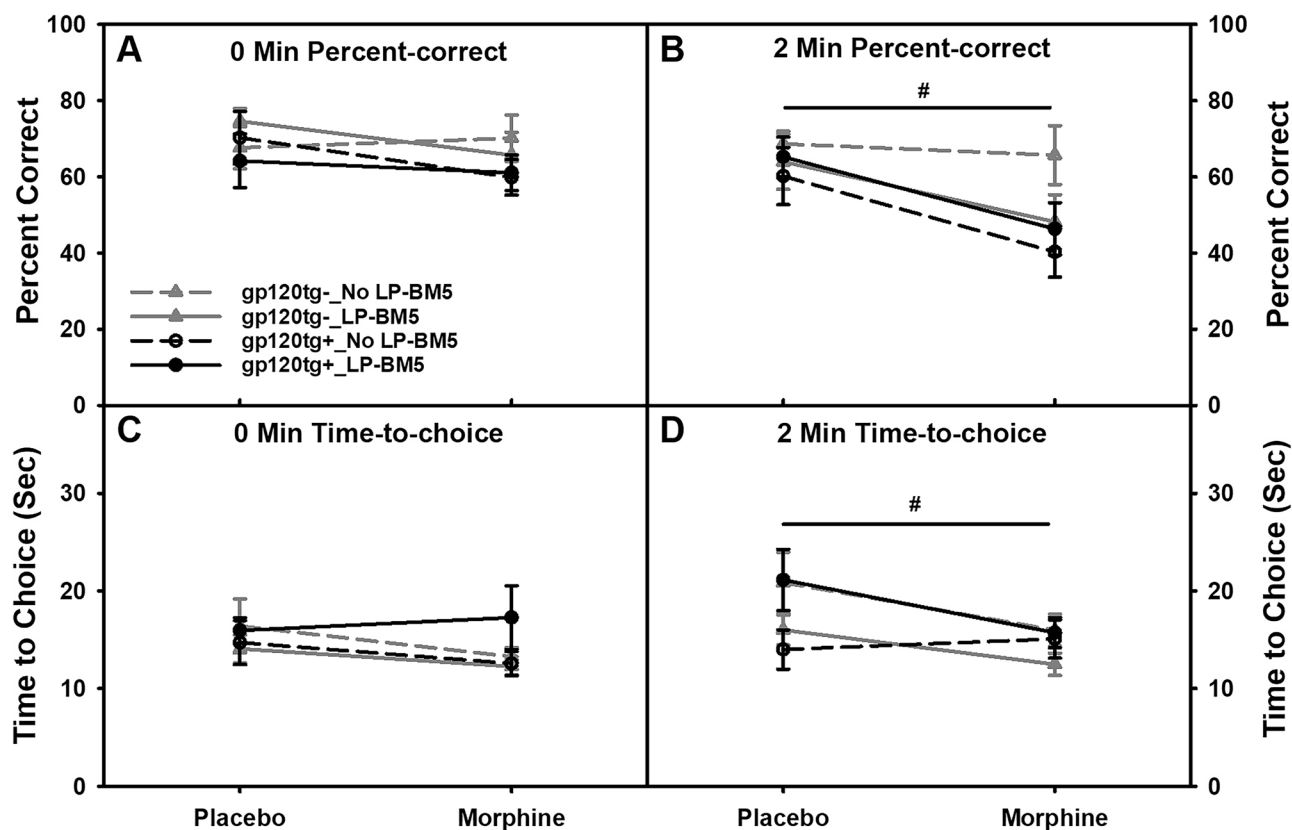 A
0 Min Percent-correct
B
2 Min Percent-correct
100
80
60
40
20
0
Percent Correct
#
100
80
60
40
20
0
Percent Correct
gp120tg-_No LP-BM5
gp120tg-_LP-BM5
gp120tg+_No LP-BM5
gp120tg+_LP-BM5
C
0 Min Time-to-choice
D
2 Min Time-to-choice
30
20
10
0
Time to Choice (Sec)
#
30
20
10
0
Time to Choice (Sec)
Placebo
Morphine
Placebo
Morphine